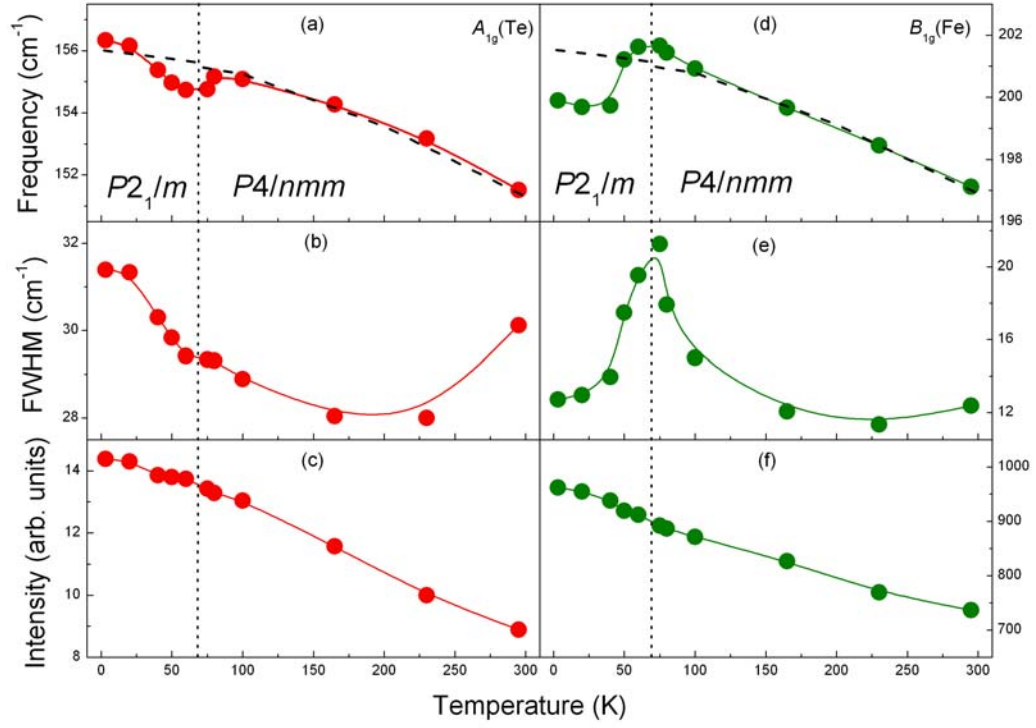 (a)
A₁g(Te)
(d)
B₁g(Fe)
Frequency (cm⁻¹)
156
154
152
202
200
198
196
P2₁/m
P4/nmm
P2₁/m
P4/nmm
(b)
(e)
FWHM (cm⁻¹)
32
30
28
20
16
12
(c)
(f)
Intensity (arb. units)
14
12
10
8
1000
900
800
700
0 50 100 150 200 250 300 0 50 100 150 200 250 300
Temperature (K)